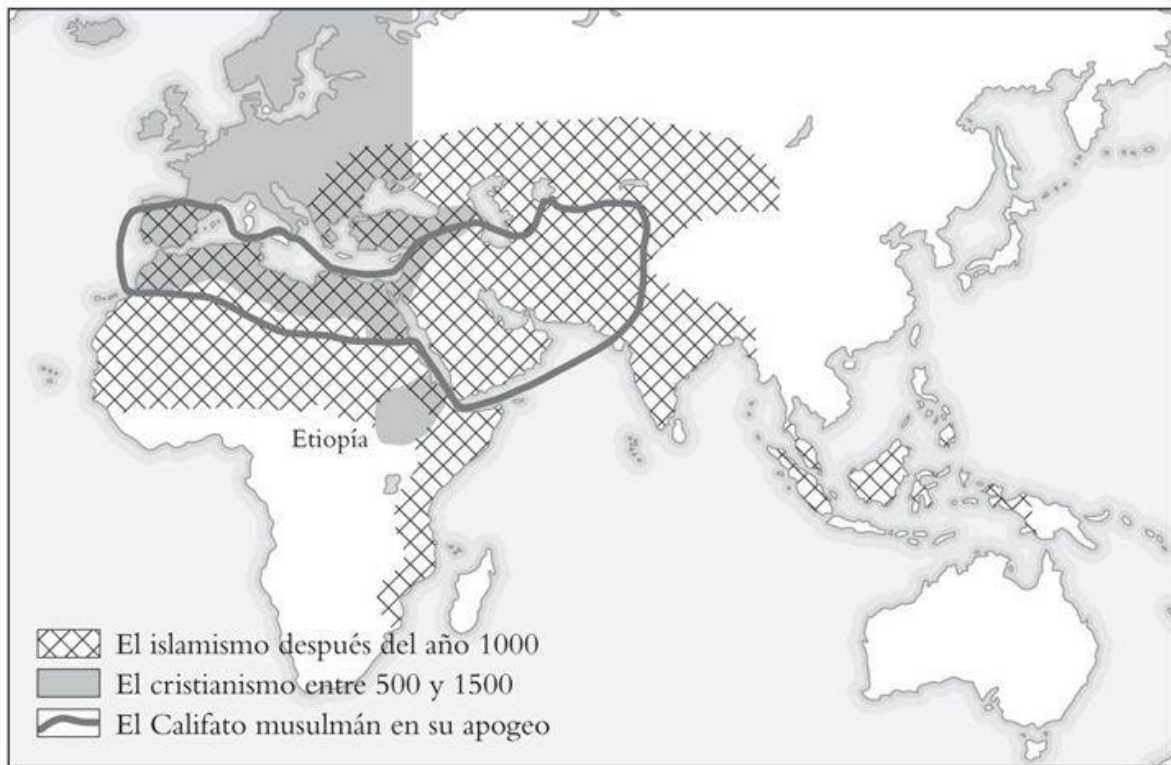 Etiopía
El islamismo después del año 1000
El cristianismo entre 500 y 1500
El Califato musulmán en su apogeo